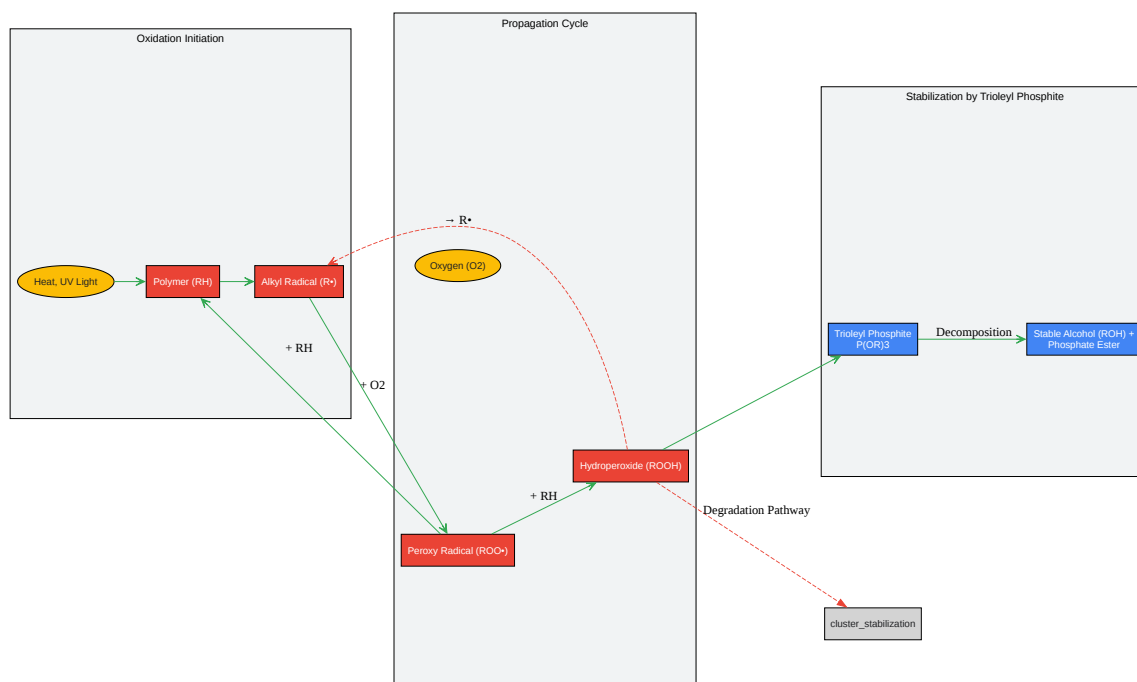 Oxidation Initiation
Heat, UV Light
Polymer (RH)
Alkyl Radical (R•)
+ RH
+ O2
Propagation Cycle
→ R•
Oxygen (O2)
Hydroperoxide (ROOH)
+ RH
Peroxy Radical (ROO•)
Degradation Pathway
Stabilization by Trioleyl Phosphite
Trioleyl Phosphite
P(OR)3
Decomposition
Stable Alcohol (ROH) +
Phosphate Ester
cluster_stabilization